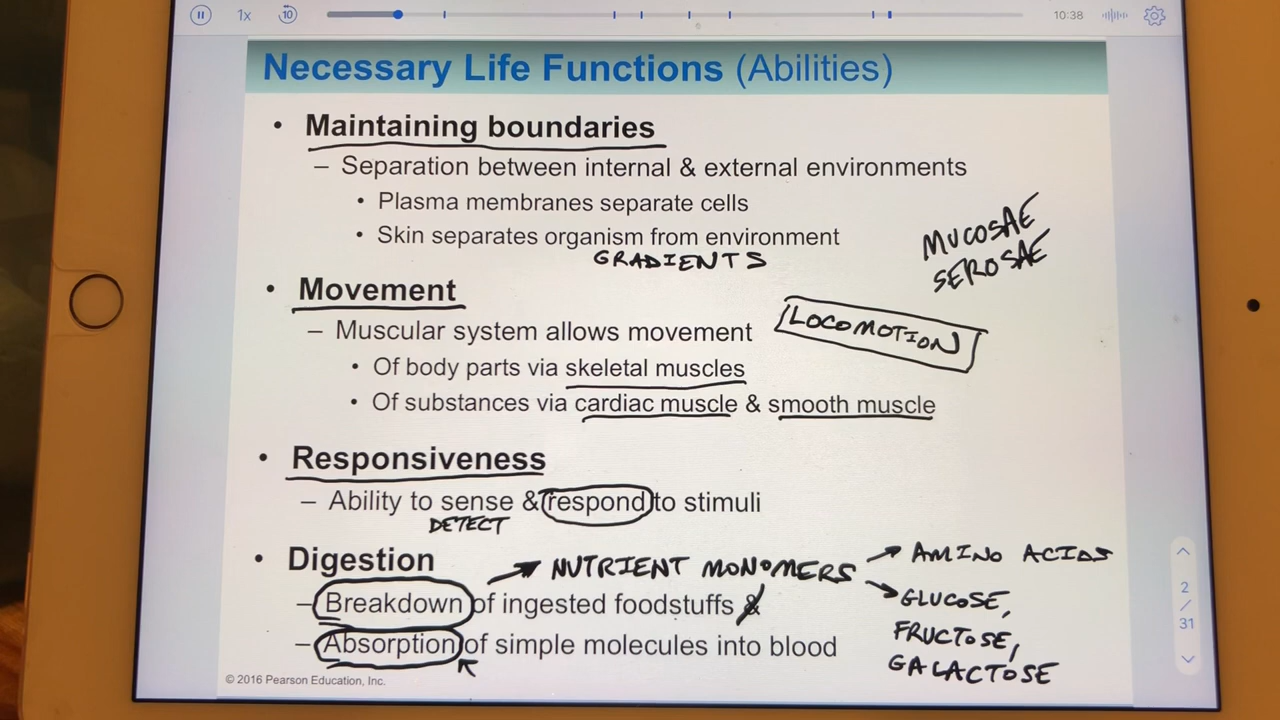 1x
10
10:38
Necessary Life Functions (Abilities)
• Maintaining boundaries
– Separation between internal & external environments
• Plasma membranes separate cells
• Skin separates organism from environment
GRADIENTS
MUCOSAE
SEROSAE
• Movement
– Muscular system allows movement
LOCOMOTION
• Of body parts via skeletal muscles
• Of substances via cardiac muscle & smooth muscle
• Responsiveness
– Ability to sense & respond to stimuli
DETECT
• Digestion
NUTRIENT MONOMERS
AMINO ACIDS
– Breakdown of ingested foodstuffs &
GLUCOSE,
FRUCTOSE,
GALACTOSE
– Absorption of simple molecules into blood
© 2016 Pearson Education, Inc.
2
/
31